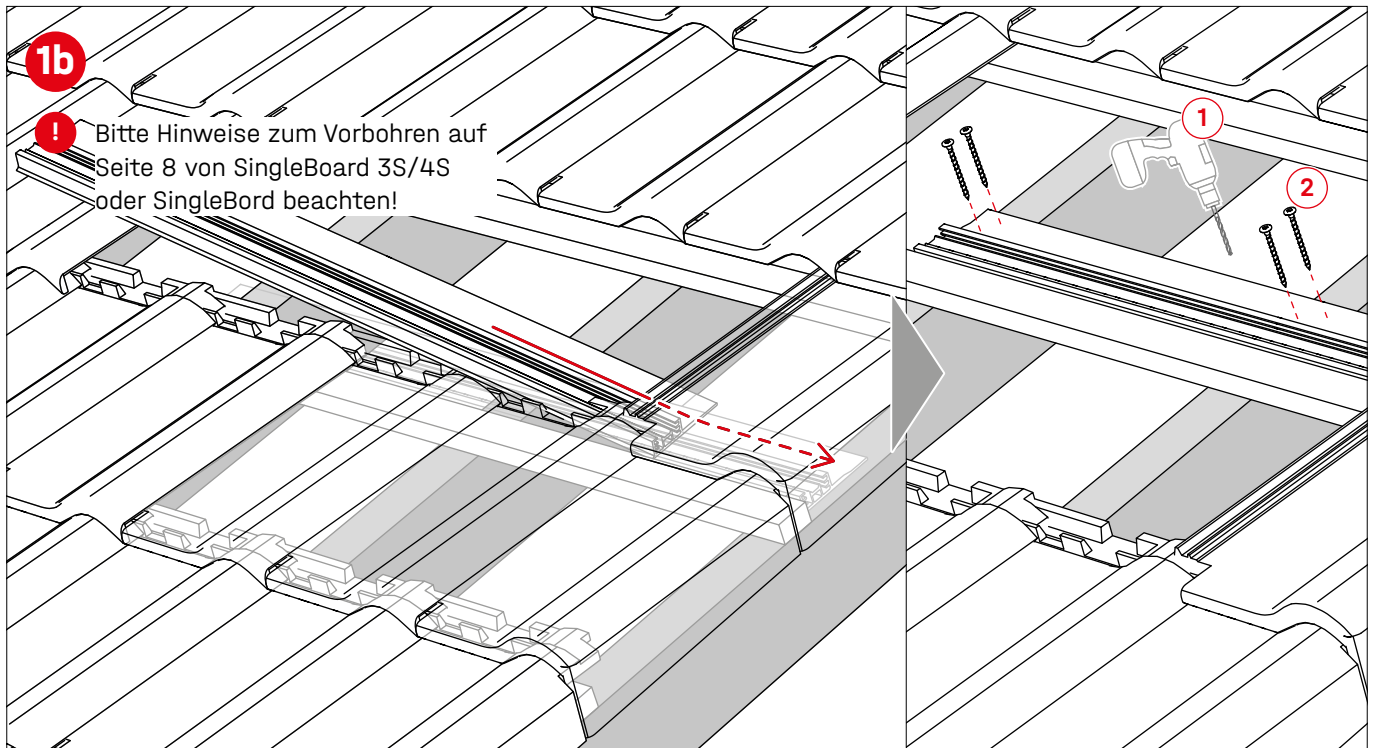 1b
! Bitte Hinweise zum Vorbohren auf
Seite 8 von SingleBoard 3S/4S
oder SingleBord beachten!
1
2